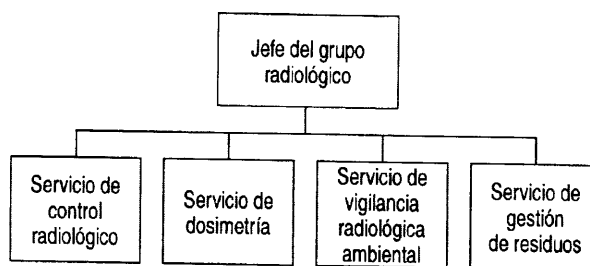 Jefe del grupo
radiológico
Servicio de
control
radiológico
Servicio de
dosimetría
Servicio de
vigilancia
radiológica
ambiental
Servicio de
gestión
de residuos